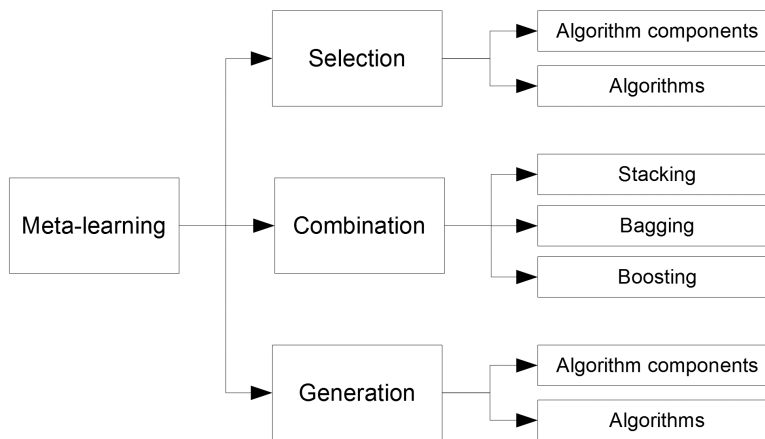 Meta-learning
Selection
Algorithm components
Algorithms
Combination
Stacking
Bagging
Boosting
Generation
Algorithm components
Algorithms